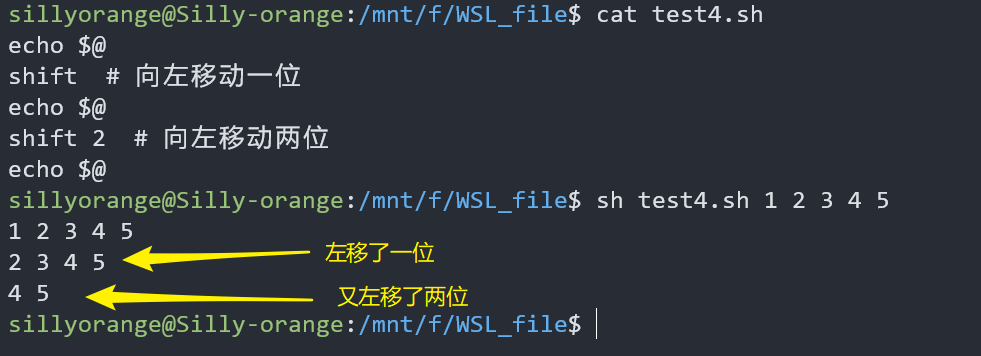 sillyorange@Silly-orange:/mnt/f/WSL_file$ cat test4.sh
echo $@
shift  # 向左移动一位
echo $@
shift 2  # 向左移动两位
echo $@
sillyorange@Silly-orange:/mnt/f/WSL_file$ sh test4.sh 1 2 3 4 5
1 2 3 4 5
2 3 4 5 左移了一位
4 5 又左移了两位
sillyorange@Silly-orange:/mnt/f/WSL_file$